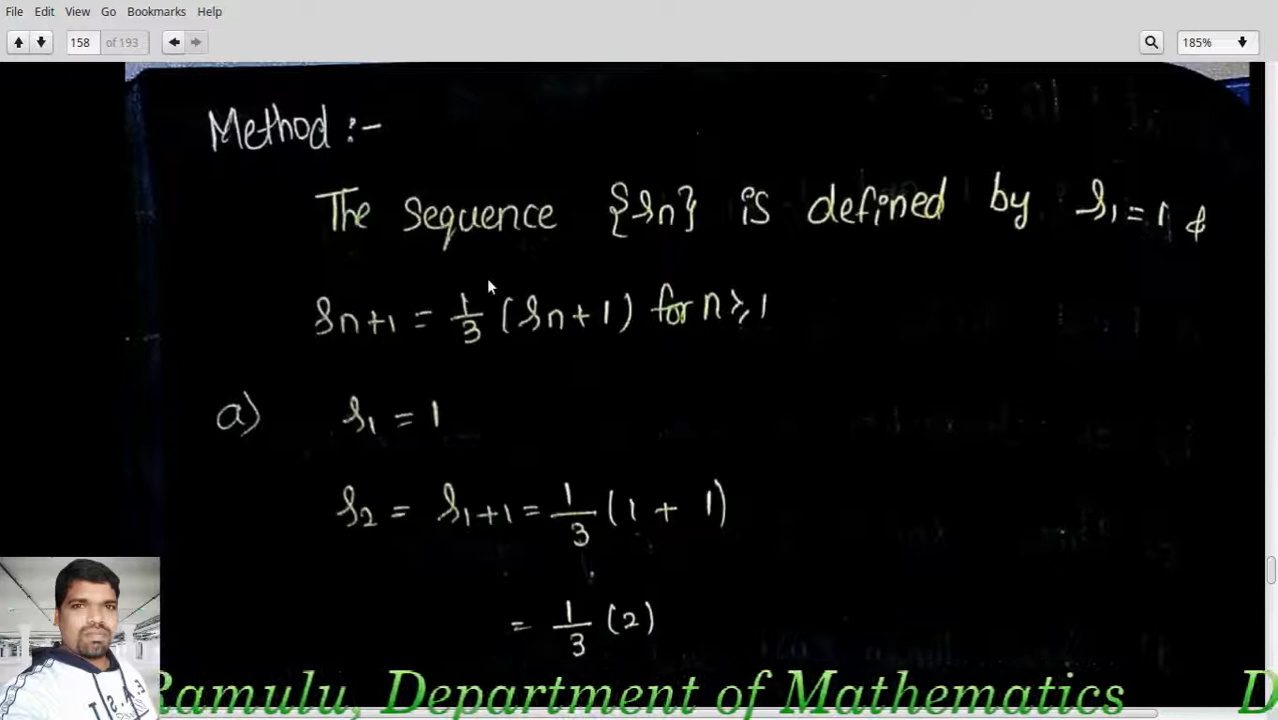 File Edit View Go Bookmarks Help
158 of 193 185%
Method :-
The sequence {Sn} is defined by S₁ = 1 &
Sn+1 = 1/3 (Sn + 1) for n ≥ 1
a) S₁ = 1
S₂ = S₁+1 = 1/3 (1 + 1)
= 1/3 (2)
Ramulu, Department of Mathematics D